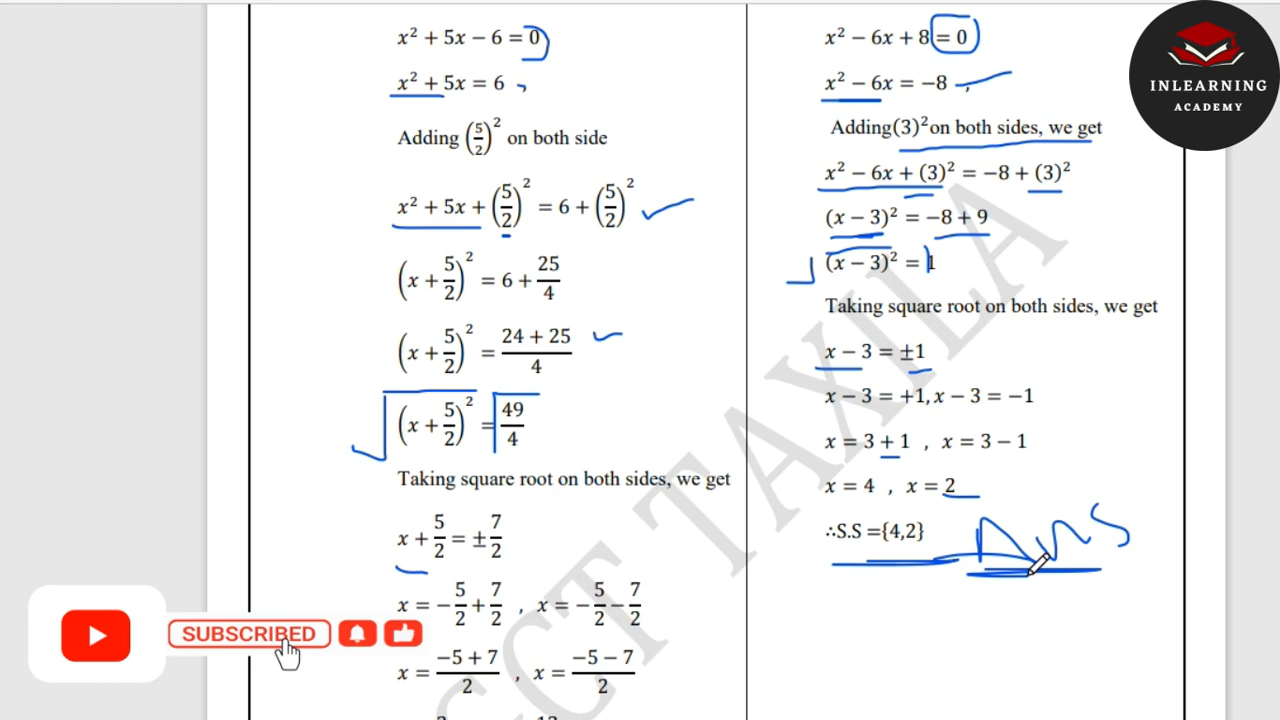 x² + 5x − 6 = 0
x² + 5x = 6 ,
Adding (5/2)² on both side
x² + 5x + (5/2)² = 6 + (5/2)²
(x + 5/2)² = 6 + 25/4
(x + 5/2)² = (24 + 25)/4
(x + 5/2)² = 49/4
Taking square root on both sides, we get
x + 5/2 = ± 7/2
x = − 5/2 + 7/2 , x = − 5/2 − 7/2
x = (−5 + 7)/2 , x = (−5 − 7)/2
x² − 6x + 8 = 0
x² − 6x = −8 ,
Adding(3)² on both sides, we get
x² − 6x + (3)² = −8 + (3)²
(x − 3)² = −8 + 9
(x − 3)² = 1
Taking square root on both sides, we get
x − 3 = ±1
x − 3 = +1, x − 3 = −1
x = 3 + 1 , x = 3 − 1
x = 4 , x = 2
∴S.S ={4,2}
Ans
GCT TAXILA
INLEARNING
ACADEMY
SUBSCRIBED